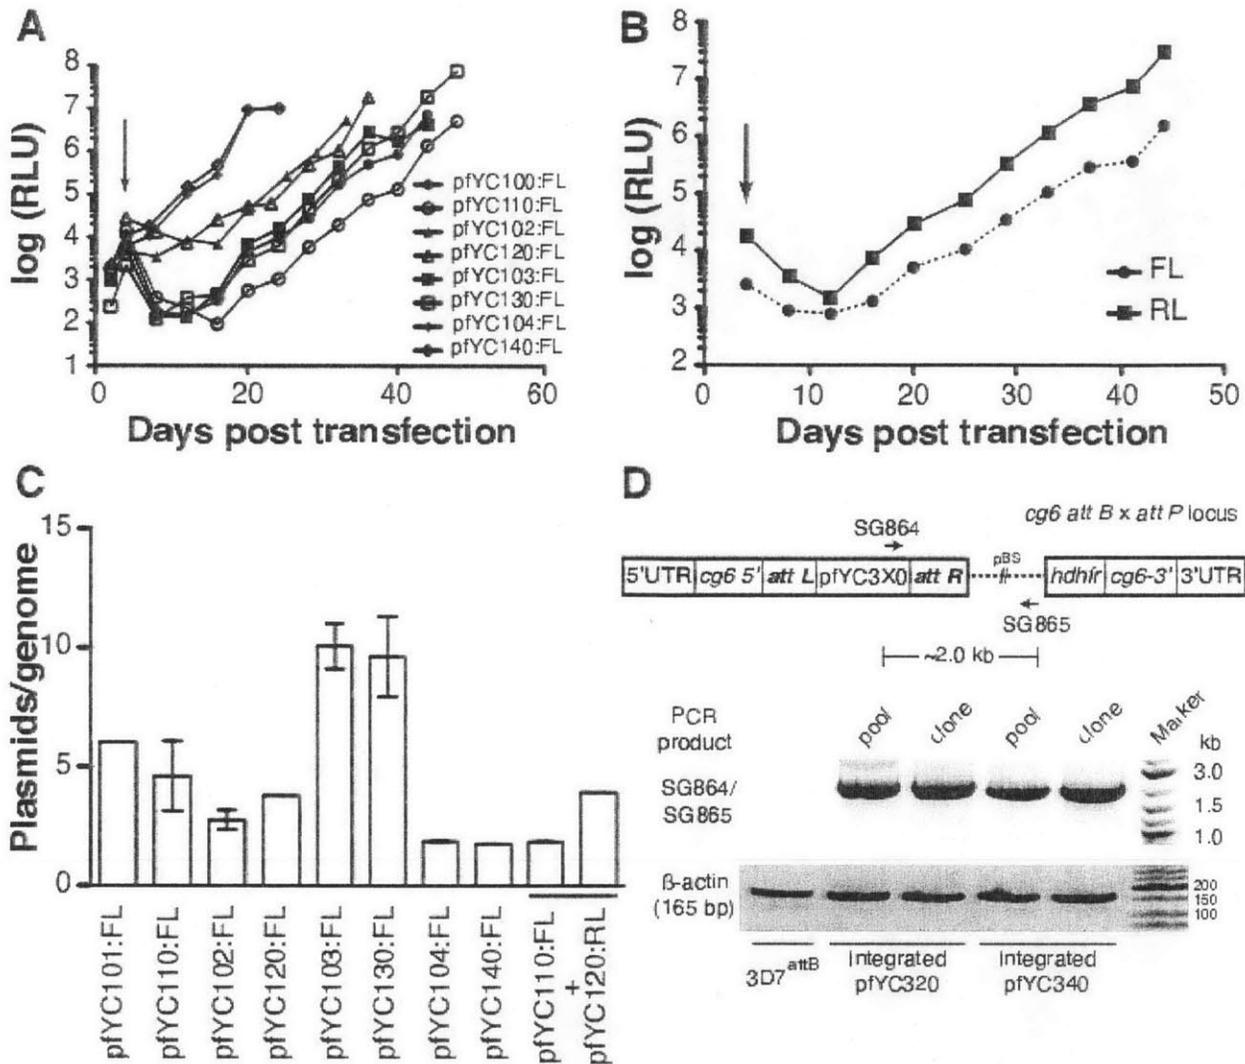 A
log (RLU)
8
7
6
5
4
3
2
1
0
20
40
60
Days post transfection
pfYC100:FL
pfYC110:FL
pfYC102:FL
pfYC120:FL
pfYC103:FL
pfYC130:FL
pfYC104:FL
pfYC140:FL
B
log (RLU)
8
7
6
5
4
3
2
0
10
20
30
40
50
Days post transfection
FL
RL
C
Plasmids/genome
15
10
5
0
pfYC101:FL
pfYC110:FL
pfYC102:FL
pfYC120:FL
pfYC103:FL
pfYC130:FL
pfYC104:FL
pfYC140:FL
pfYC110:FL
+
pfYC120:RL
D
cg6 att B x att P locus
SG864
pBS
5'UTR cg6 5' att L pfYC3X0 att R hdhfr cg6-3' 3'UTR
SG865
~2.0 kb
PCR product
pool clone pool clone Marker
kb
SG864/
SG865
3.0
1.5
1.0
ß-actin
(165 bp)
200
150
100
3D7attB
integrated pfYC320
integrated pfYC340